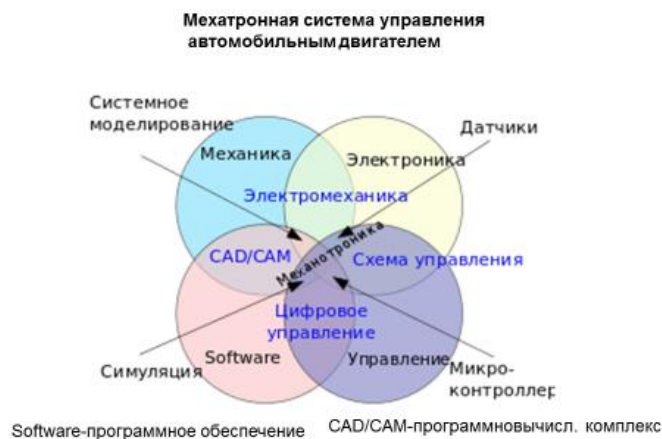 Мехатронная система управления
автомобильным двигателем
Системное
моделирование
Датчики
Механика
Электроника
Электромеханика
CAD/CAM
Механотроника
Схема управления
Цифровое
управление
Software
Управление
Симуляция
Микро-
контроллер
Software-программное обеспечение
CAD/CAM-программновычисл. комплекс